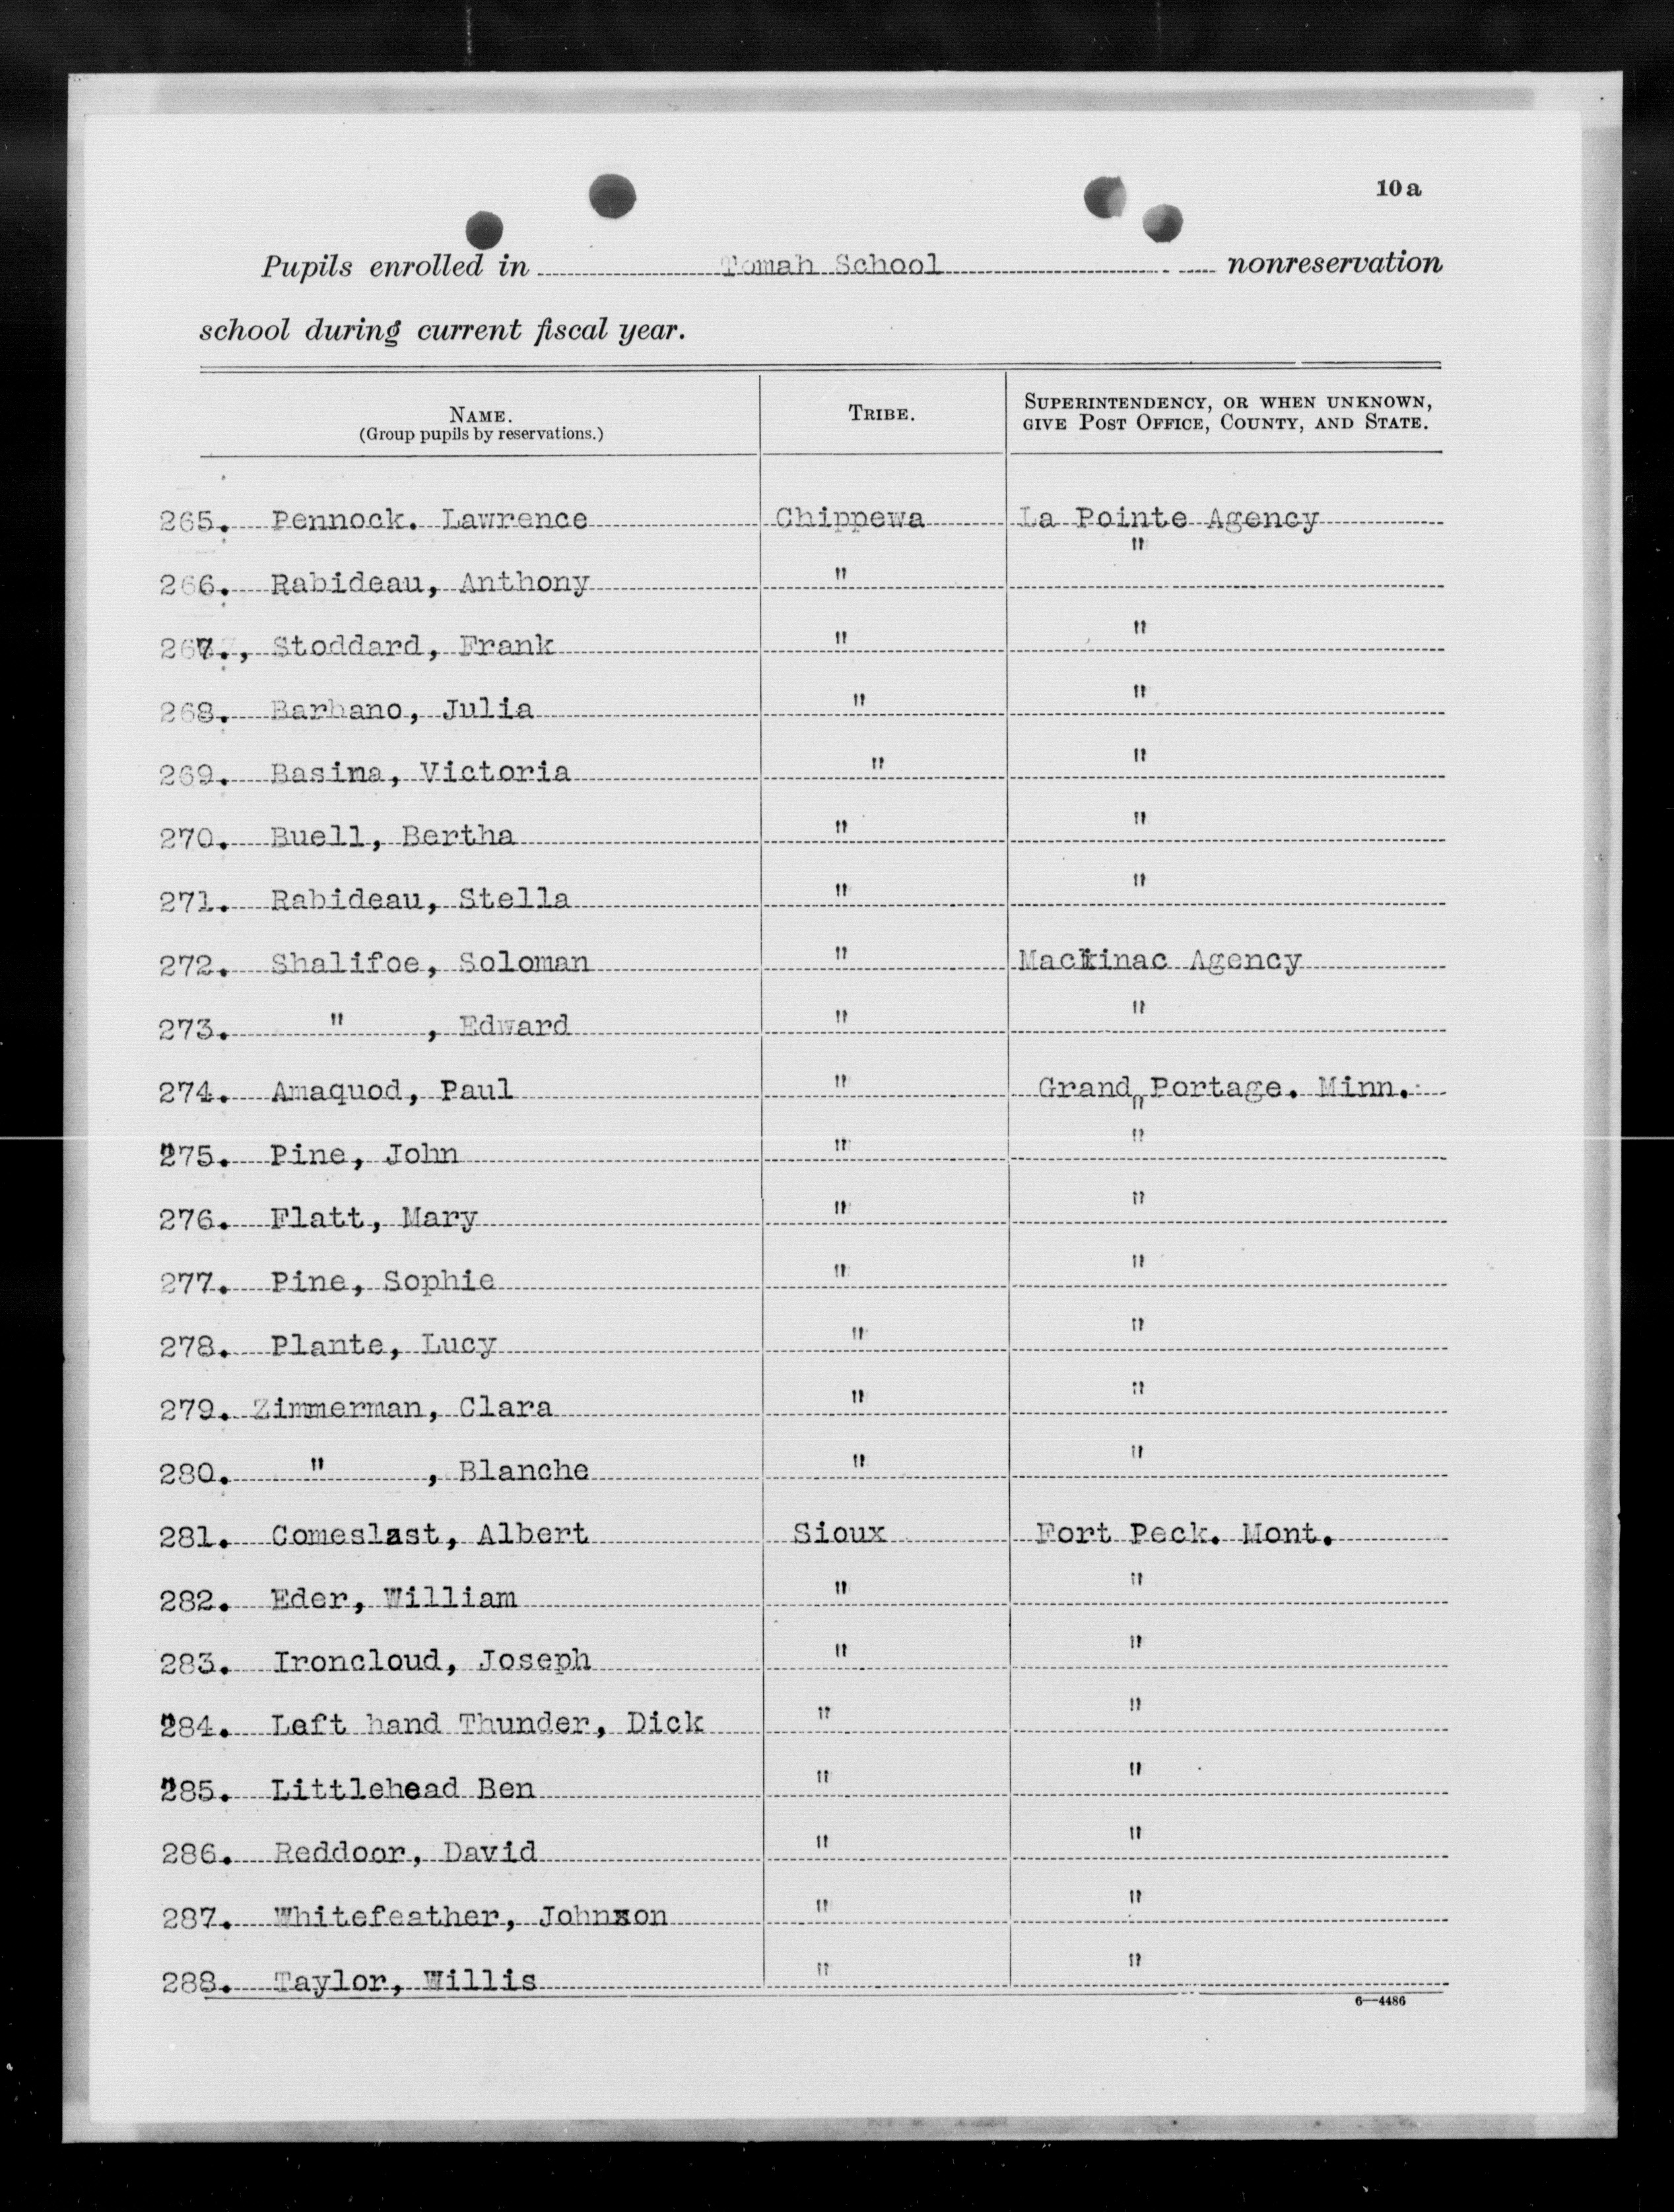 10a
Pupils enrolled in Tomah School nonreservation
school during current fiscal year.
NAME. TRIBE. SUPERINTENDENCY, OR WHEN UNKNOWN,
(Group pupils by reservations.) GIVE POST OFFICE, COUNTY, AND STATE.
265. Pennock. Lawrence Chippewa La Pointe Agency
"
266. Rabideau, Anthony "
267., Stoddard, Frank " "
268. Barbano, Julia " "
269. Basina, Victoria " "
270. Buell, Bertha " "
271. Rabideau, Stella " "
272. Shalifoe, Soloman " Mackinac Agency
273. " , Edward " "
274. Amaquod, Paul " Grand Portage. Minn.
"
275. Pine, John " "
276. Flatt, Mary " "
277. Pine, Sophie " "
278. Plante, Lucy " "
279. Zimmerman, Clara " "
280. " , Blanche " "
281. Comeslast, Albert Sioux Fort Peck. Mont.
282. Eder, William " "
283. Ironcloud, Joseph " "
284. Left hand Thunder, Dick " "
285. Littlehead Ben " "
286. Reddoor, David " "
287. Whitefeather, Johnson " "
288. Taylor, Willis " "
6—4486